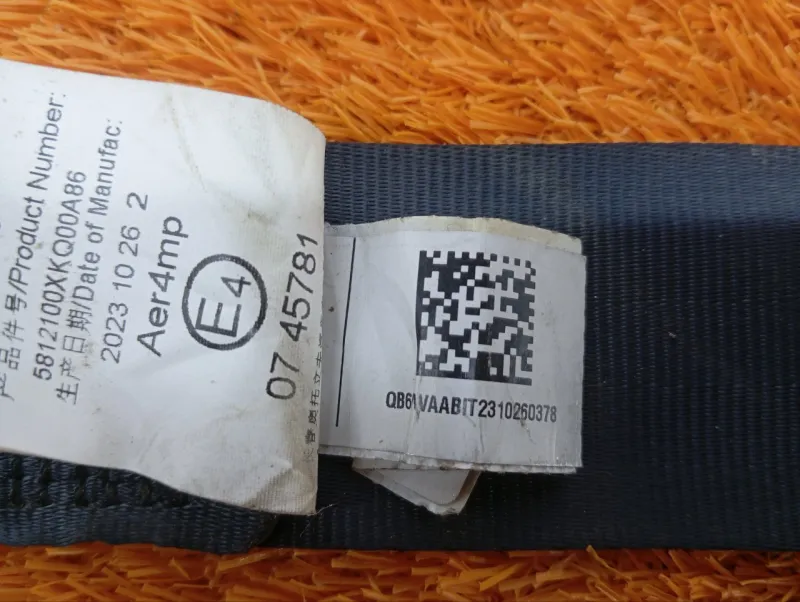 产品件号/Product Number:
5812100XKQ00A86
生产日期/Date of Manufac:
2023 10 26 2
Aer4mp
E4
07 45781
QB6WAABIT2310260378